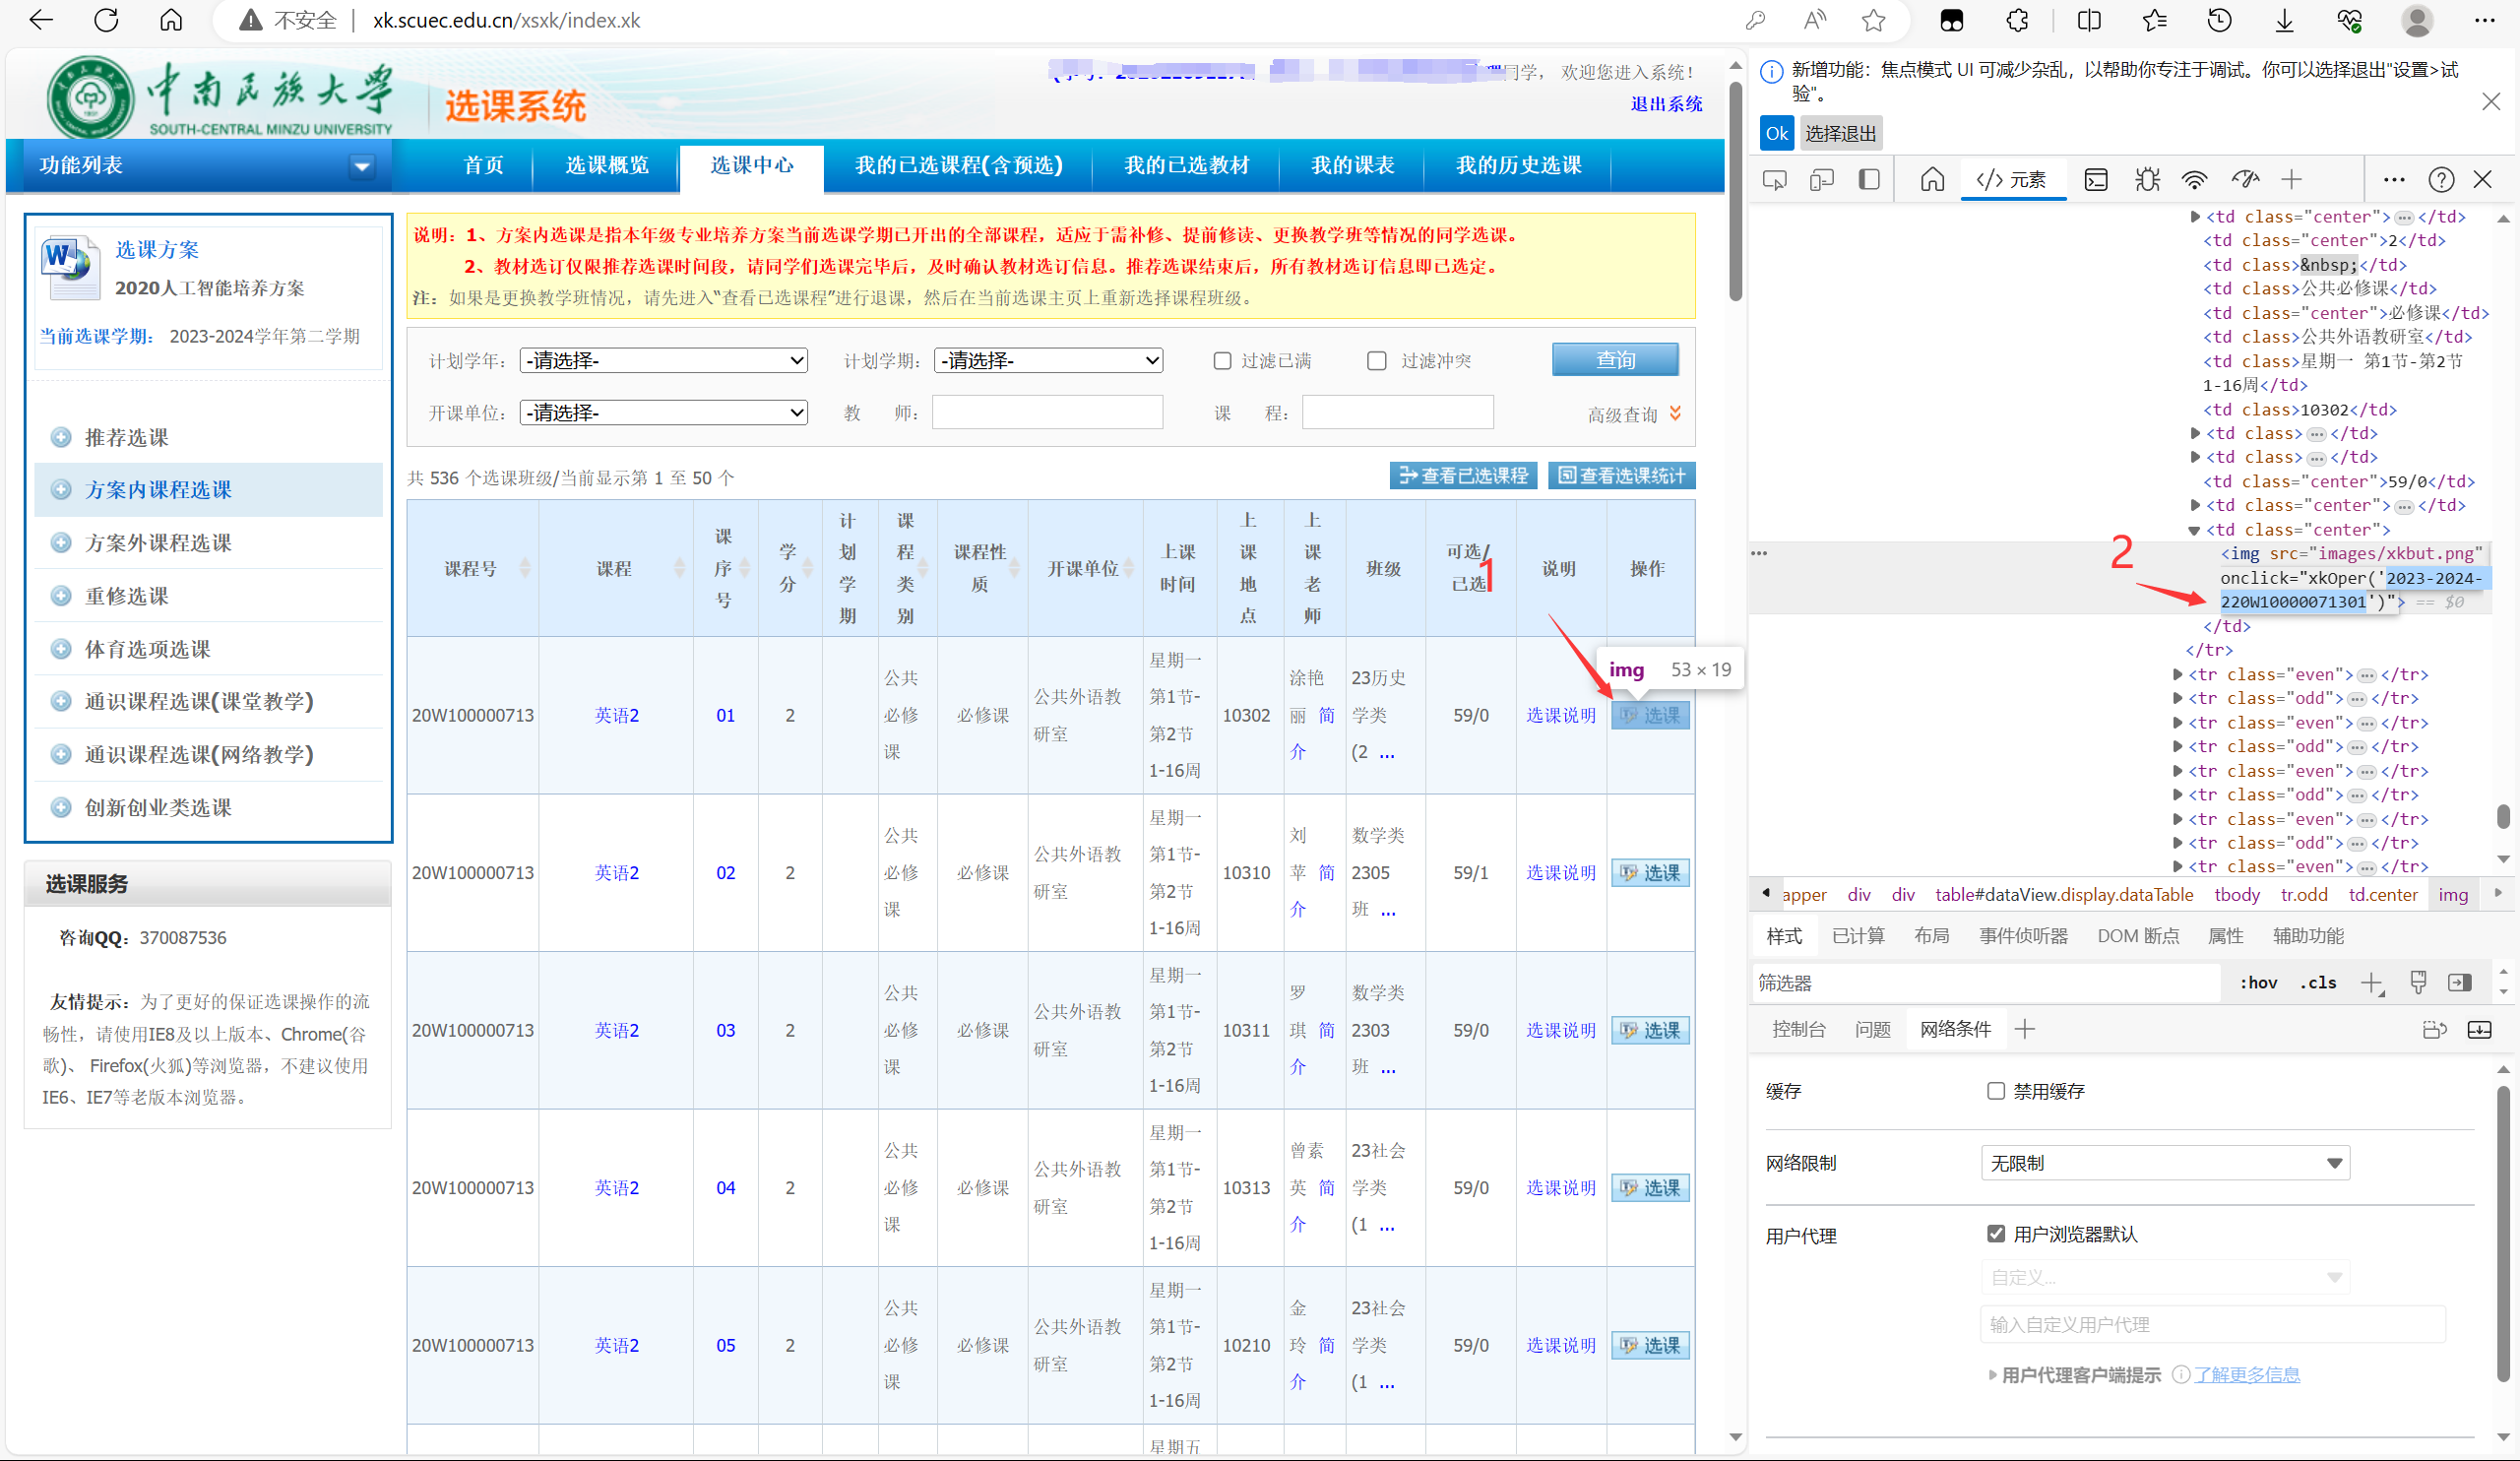 不安全 xk.scuec.edu.cn/xsxk/index.xk
中南民族大学
SOUTH-CENTRAL MINZU UNIVERSITY
选课系统
同学， 欢迎您进入系统！
退出系统
功能列表
首页 选课概览 选课中心 我的已选课程(含预选) 我的已选教材 我的课表 我的历史选课
选课方案
2020人工智能培养方案
当前选课学期： 2023-2024学年第二学期
推荐选课
方案内课程选课
方案外课程选课
重修选课
体育选项选课
通识课程选课(课堂教学)
通识课程选课(网络教学)
创新创业类选课
选课服务
咨询QQ：370087536
友情提示：为了更好的保证选课操作的流
畅性，请使用IE8及以上版本、Chrome(谷
歌)、 Firefox(火狐)等浏览器，不建议使用
IE6、IE7等老版本浏览器。
说明：1、方案内选课是指本年级专业培养方案当前选课学期已开出的全部课程，适应于需补修、提前修读、更换教学班等情况的同学选课。
2、教材选订仅限推荐选课时间段，请同学们选课完毕后，及时确认教材选订信息。推荐选课结束后，所有教材选订信息即已选定。
注：如果是更换教学班情况，请先进入“查看已选课程”进行退课，然后在当前选课主页上重新选择课程班级。
计划学年： -请选择- 计划学期： -请选择- 过滤已满 过滤冲突 查询
开课单位： -请选择- 教 师： 课 程： 高级查询
共 536 个选课班级/当前显示第 1 至 50 个 查看已选课程 查看选课统计
课程号 课程 课序号 学分 计划学期 课程类别 课程性质 开课单位 上课时间 上课地点 上课老师 班级 可选/已选 说明 操作
1
img 53 × 19
20W100000713 英语2 01 2 公共必修课 必修课 公共外语教研室 星期一 第1节-第2节 1-16周 10302 涂艳丽 简介 23历史学类(2 ... 59/0 选课说明 选课
20W100000713 英语2 02 2 公共必修课 必修课 公共外语教研室 星期一 第1节-第2节 1-16周 10310 刘苹 简介 数学类2305班 ... 59/1 选课说明 选课
20W100000713 英语2 03 2 公共必修课 必修课 公共外语教研室 星期一 第1节-第2节 1-16周 10311 罗琪 简介 数学类2303班 ... 59/0 选课说明 选课
20W100000713 英语2 04 2 公共必修课 必修课 公共外语教研室 星期一 第1节-第2节 1-16周 10313 曾素英 简介 23社会学类(1 ... 59/0 选课说明 选课
20W100000713 英语2 05 2 公共必修课 必修课 公共外语教研室 星期一 第1节-第2节 1-16周 10210 金玲 简介 23社会学类(1 ... 59/0 选课说明 选课
星期五
新增功能：焦点模式 UI 可减少杂乱，以帮助你专注于调试。你可以选择退出"设置>试
验"。
Ok 选择退出
</> 元素
<td class="center">…</td>
<td class="center">2</td>
<td class>&nbsp;</td>
<td class>公共必修课</td>
<td class="center">必修课</td>
<td class>公共外语教研室</td>
<td class>星期一 第1节-第2节
1-16周</td>
<td class>10302</td>
<td class>…</td>
<td class>…</td>
<td class="center">59/0</td>
<td class="center">…</td>
<td class="center">
<img src="images/xkbut.png"
onclick="xkOper('2023-2024-
220W10000071301')"> == $0
2
</td>
</tr>
<tr class="even">…</tr>
<tr class="odd">…</tr>
<tr class="even">…</tr>
<tr class="odd">…</tr>
<tr class="even">…</tr>
<tr class="odd">…</tr>
<tr class="even">…</tr>
<tr class="odd">…</tr>
<tr class="even">…</tr>
apper div div table#dataView.display.dataTable tbody tr.odd td.center img
样式 已计算 布局 事件侦听器 DOM 断点 属性 辅助功能
筛选器 :hov .cls
控制台 问题 网络条件
缓存 禁用缓存
网络限制 无限制
用户代理 用户浏览器默认
自定义...
输入自定义用户代理
用户代理客户端提示 了解更多信息